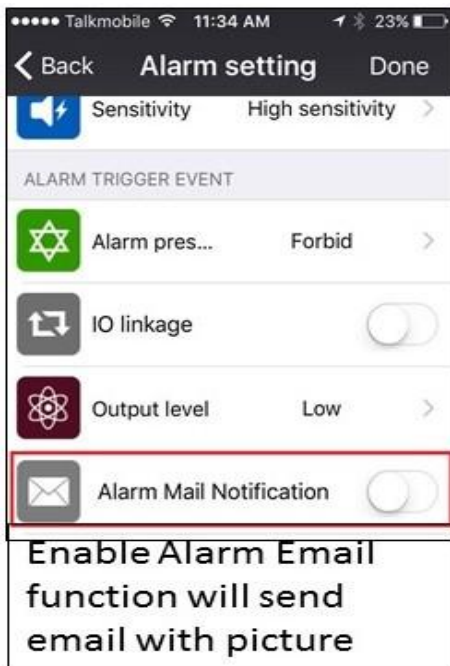 Talkmobile 11:34 AM 23%
Back Alarm setting Done
Sensitivity High sensitivity
ALARM TRIGGER EVENT
Alarm pres... Forbid
IO linkage
Output level Low
Alarm Mail Notification
Enable Alarm Email
function will send
email with picture